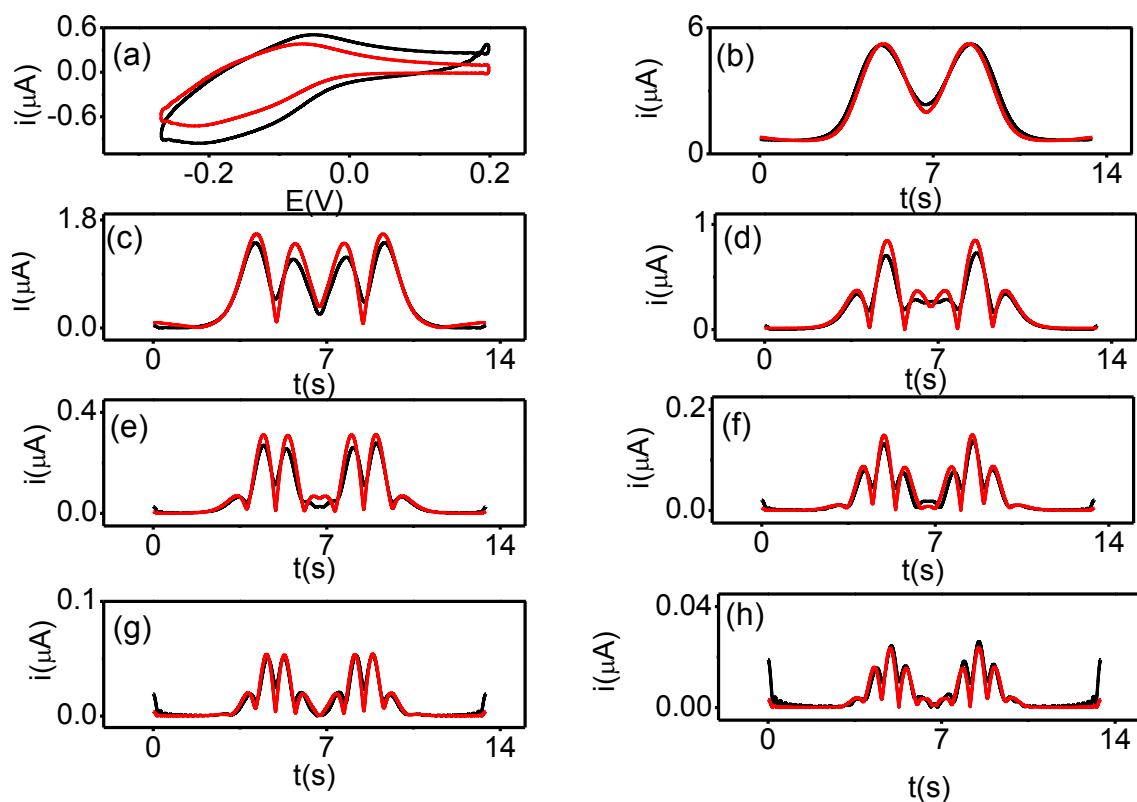 (a)
i(μA)
0.6
0.0
-0.6
-0.2
0.0
0.2
E(V)
(b)
i(μA)
6
0
0
7
14
t(s)
(c)
I(μA)
1.8
0.0
0
7
14
t(s)
(d)
i(μA)
1
0
0
7
14
t(s)
(e)
i(μA)
0.4
0.0
0
7
14
t(s)
(f)
i(μA)
0.2
0.0
0
7
14
t(s)
(g)
i(μA)
0.1
0.0
0
7
14
t(s)
(h)
i(μA)
0.04
0.00
0
7
14
t(s)